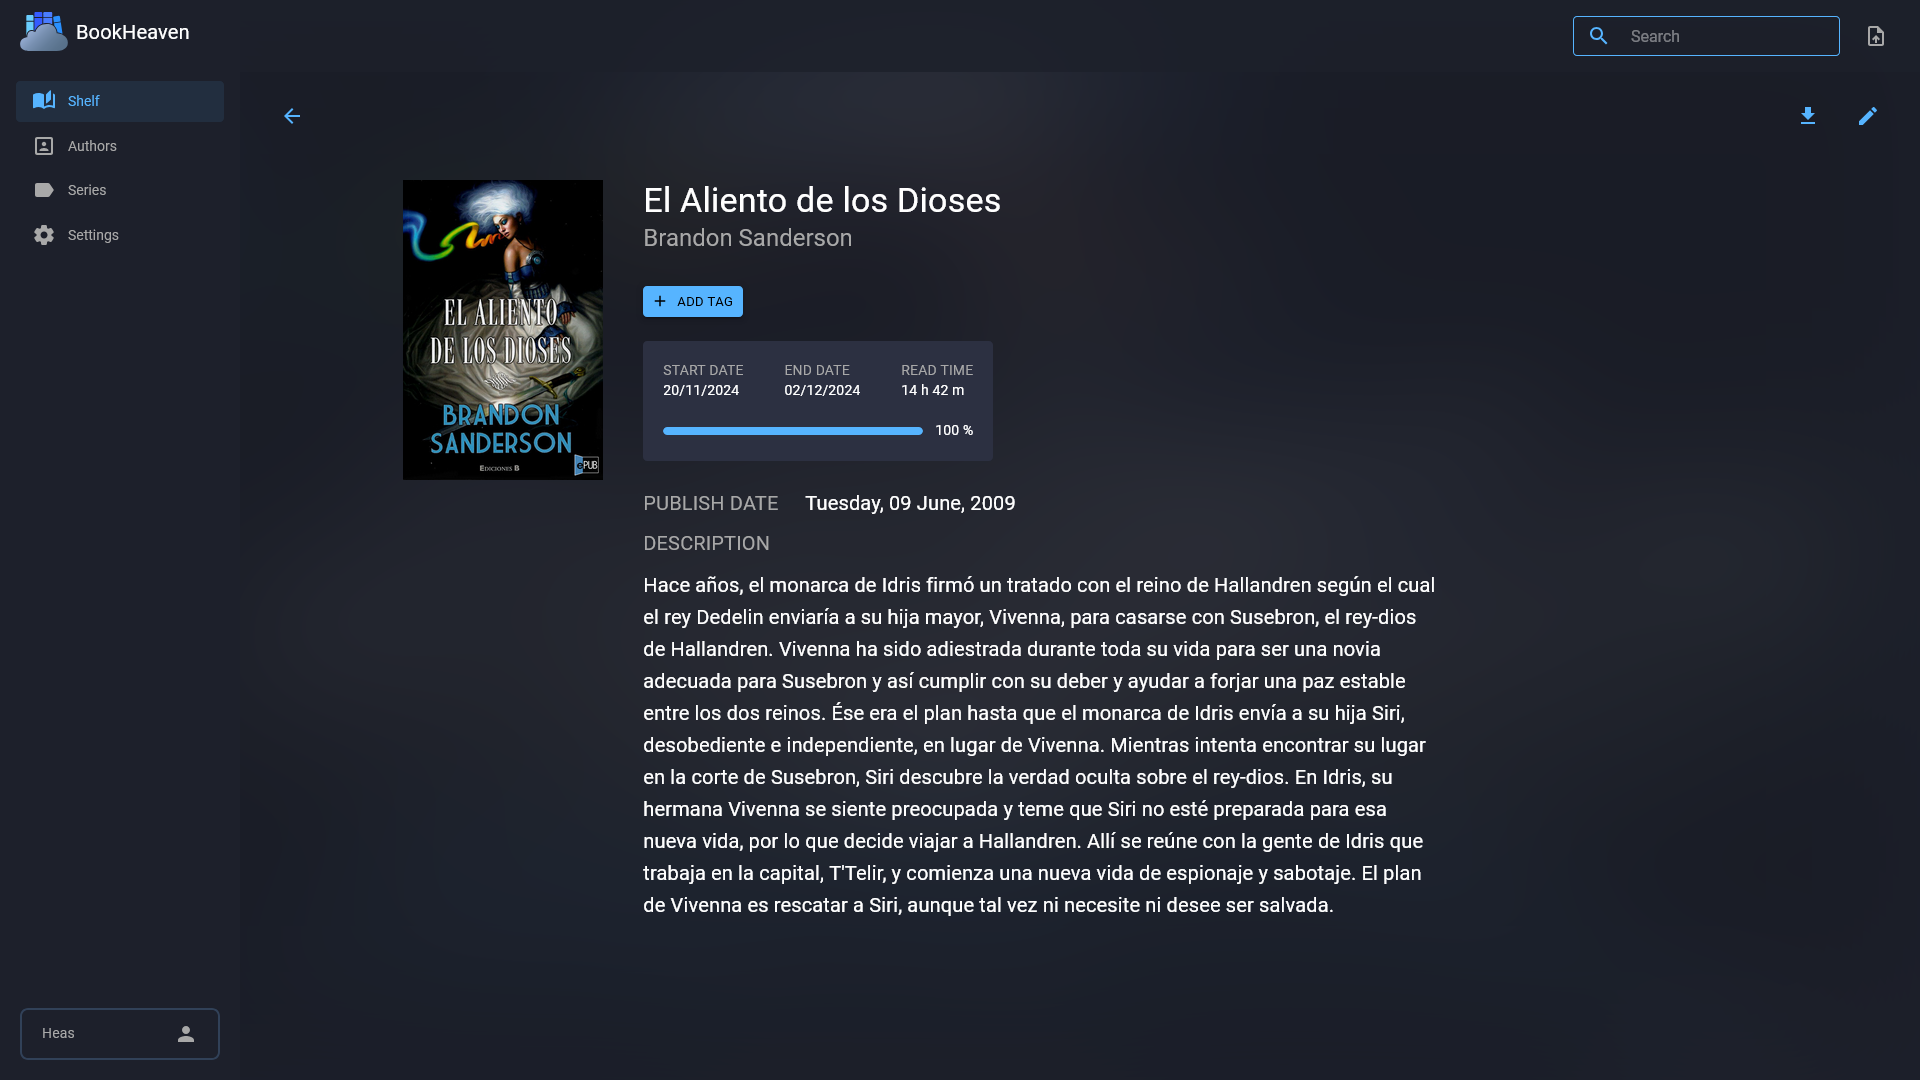 BookHeaven
Search
Shelf
Authors
Series
Settings
EL ALIENTO
DE LOS DIOSES
BRANDON
SANDERSON
EDICIONES B
ePUB
El Aliento de los Dioses
Brandon Sanderson
ADD TAG
START DATE END DATE READ TIME
20/11/2024 02/12/2024 14 h 42 m
100 %
PUBLISH DATE Tuesday, 09 June, 2009
DESCRIPTION
Hace años, el monarca de Idris firmó un tratado con el reino de Hallandren según el cual
el rey Dedelin enviaría a su hija mayor, Vivenna, para casarse con Susebron, el rey-dios
de Hallandren. Vivenna ha sido adiestrada durante toda su vida para ser una novia
adecuada para Susebron y así cumplir con su deber y ayudar a forjar una paz estable
entre los dos reinos. Ése era el plan hasta que el monarca de Idris envía a su hija Siri,
desobediente e independiente, en lugar de Vivenna. Mientras intenta encontrar su lugar
en la corte de Susebron, Siri descubre la verdad oculta sobre el rey-dios. En Idris, su
hermana Vivenna se siente preocupada y teme que Siri no esté preparada para esa
nueva vida, por lo que decide viajar a Hallandren. Allí se reúne con la gente de Idris que
trabaja en la capital, T'Telir, y comienza una nueva vida de espionaje y sabotaje. El plan
de Vivenna es rescatar a Siri, aunque tal vez ni necesite ni desee ser salvada.
Heas